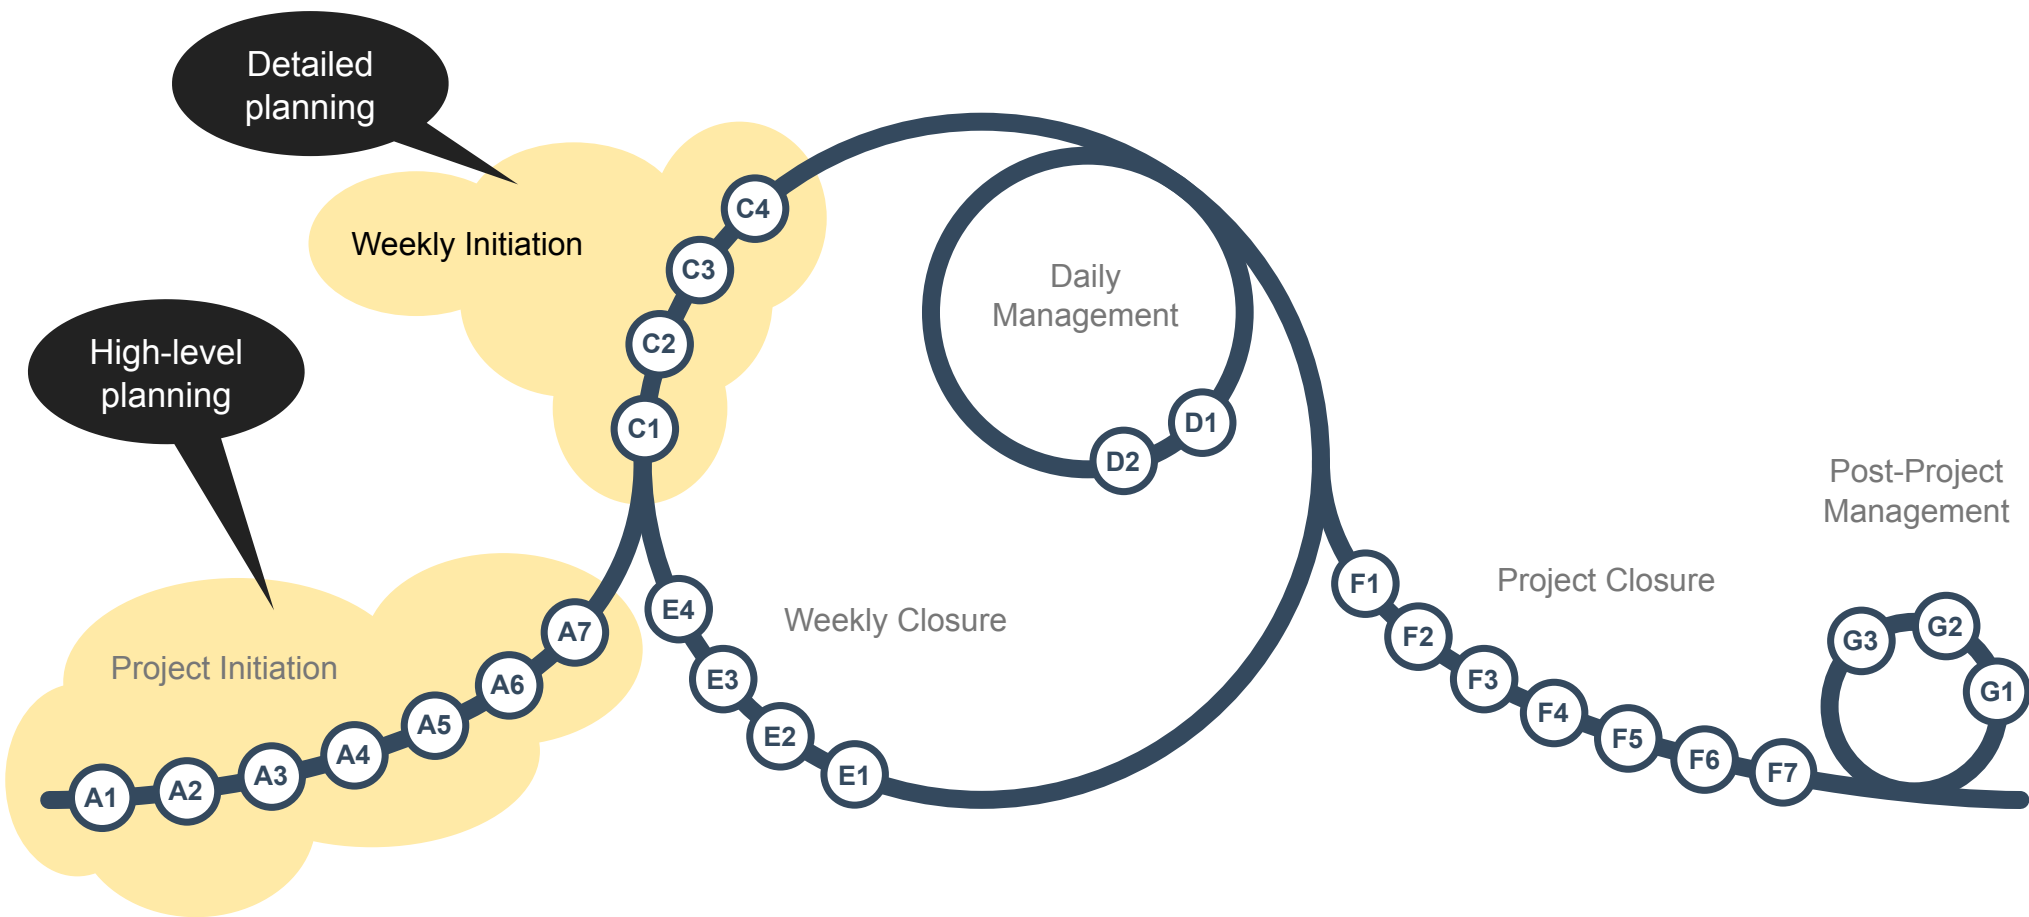 Detailed
planning
Weekly Initiation
High-level
planning
Project Initiation
A1
A2
A3
A4
A5
A6
A7
C1
C2
C3
C4
Daily
Management
D1
D2
Weekly Closure
E1
E2
E3
E4
Project Closure
F1
F2
F3
F4
F5
F6
F7
Post-Project
Management
G1
G2
G3